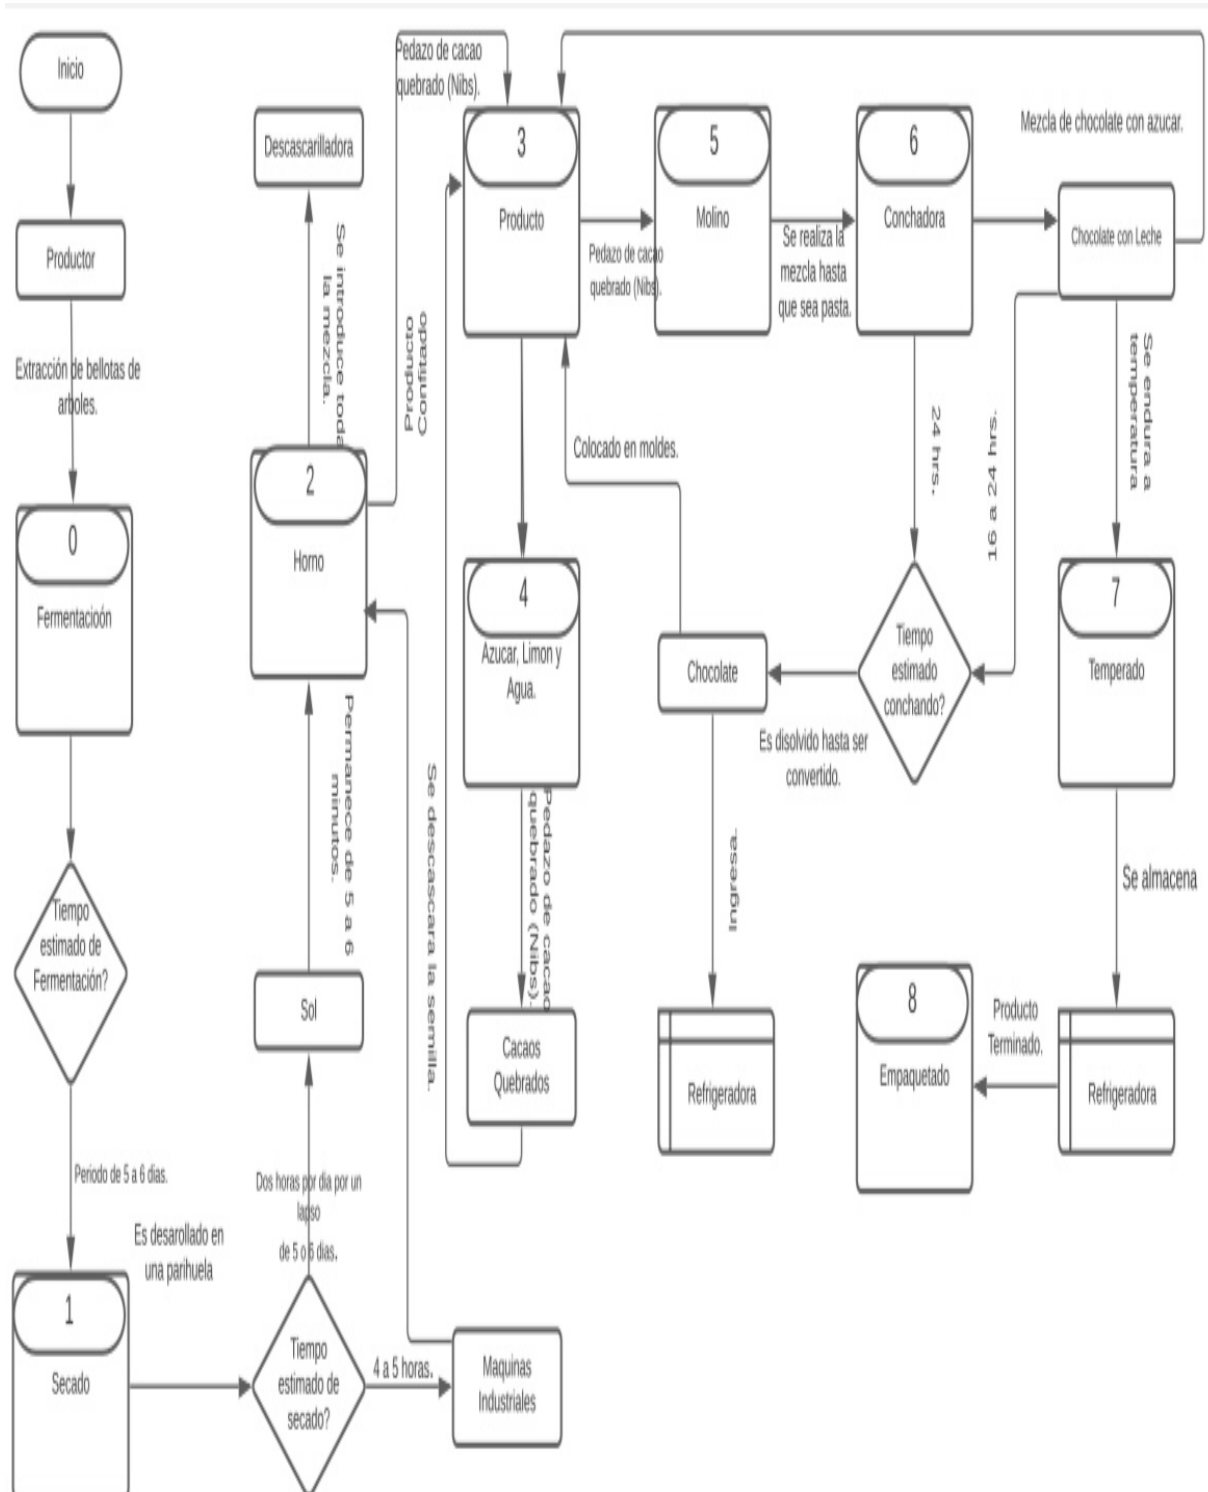 Inicio
Productor
Extracción de bellotas de
arboles.
0
Fermentacioón
Tiempo
estimado de
Fermentación?
Periodo de 5 a 6 dias.
1
Secado
Es desarollado en
una parihuela
Tiempo
estimado de
secado?
4 a 5 horas.
Maquinas
Industriales
Dos horas por dia por un
lapso
de 5 o 6 dias.
Sol
Permanece de 5 a 6
minutos.
2
Horno
Se introduce toda
la mezcla.
Descascarilladora
Pedazo de cacao
quebrado (Nibs).
Producto
Confitado
3
Producto
Pedazo de cacao
quebrado (Nibs).
5
Molino
Se realiza la
mezcla hasta
que sea pasta.
6
Conchadora
Chocolate con Leche
Mezcla de chocolate con azucar.
Se endura a
temperatura
16 a 24 hrs.
24 hrs.
Colocado en moldes.
4
Azucar, Limon y
Agua.
Pedazo de cacao
quebrado (Nibs).
Cacaos
Quebrados
Se descascara la semilla.
Tiempo
estimado
conchando?
Es disolvido hasta ser
convertido.
Chocolate
Ingresa.
Refrigeradora
7
Temperado
Se almacena
Refrigeradora
Producto
Terminado.
8
Empaquetado